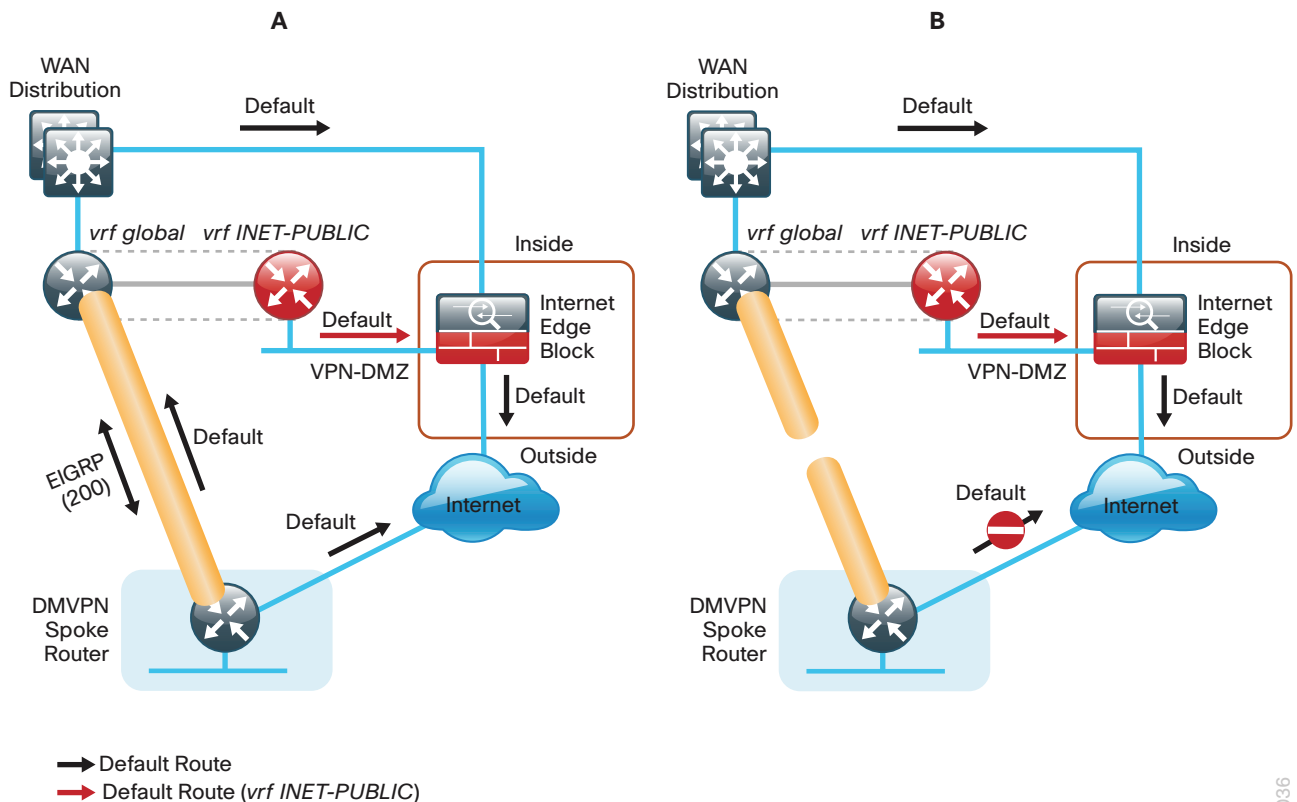 A
WAN
Distribution
Default
vrf global
vrf INET-PUBLIC
Inside
Default
Internet
Edge
Block
VPN-DMZ
Default
Default
EIGRP
(200)
Outside
Default
Internet
DMVPN
Spoke
Router
B
WAN
Distribution
Default
vrf global
vrf INET-PUBLIC
Inside
Default
Internet
Edge
Block
VPN-DMZ
Default
Outside
Default
Internet
DMVPN
Spoke
Router
Default Route
Default Route (vrf INET-PUBLIC)